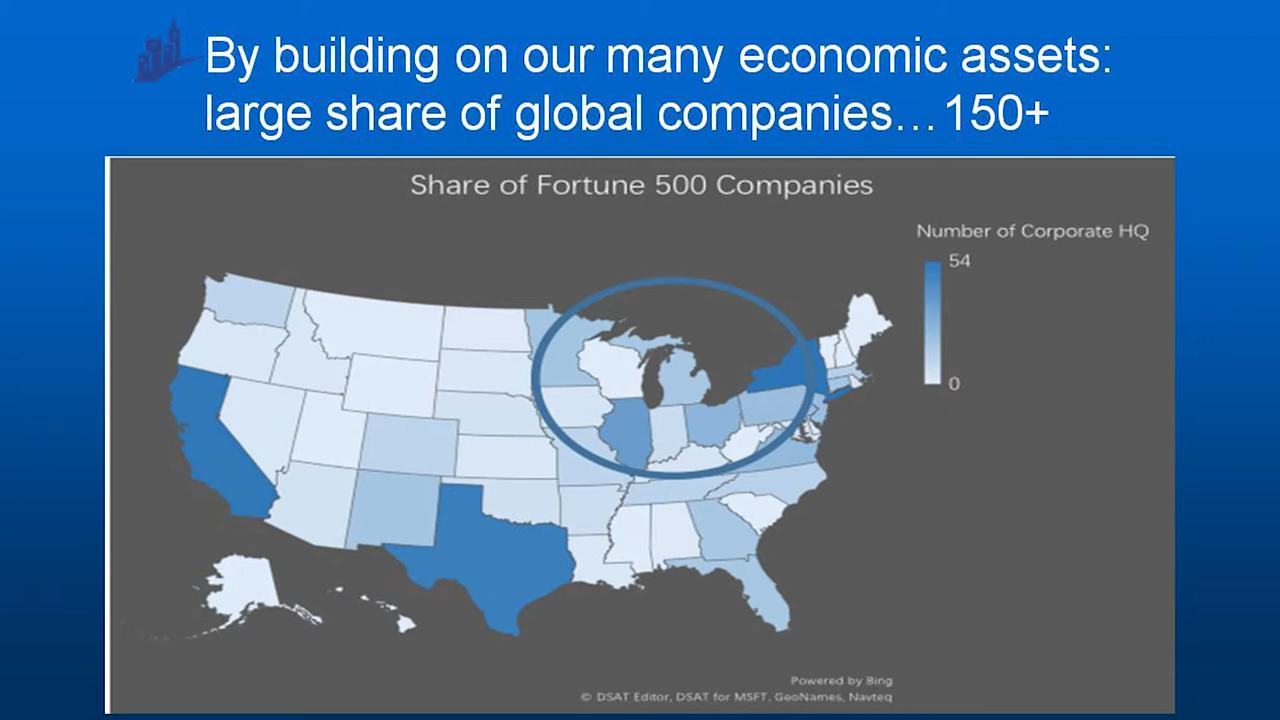 By building on our many economic assets:
large share of global companies…150+
Share of Fortune 500 Companies
Number of Corporate HQ
54
0
Powered by Bing
© DSAT Editor, DSAT for MSFT, GeoNames, Navteq